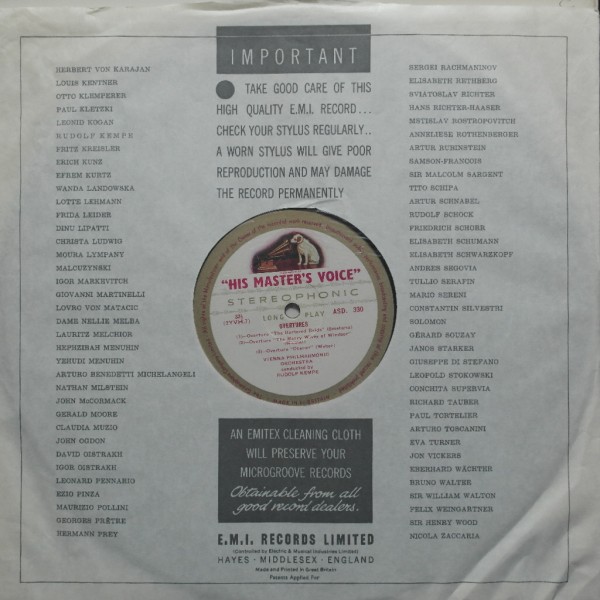 HERBERT VON KARAJAN
LOUIS KENTNER
OTTO KLEMPERER
PAUL KLETZKI
LEONID KOGAN
RUDOLF KEMPE
FRITZ KREISLER
ERICH KUNZ
EFREM KURTZ
WANDA LANDOWSKA
LOTTE LEHMANN
FRIDA LEIDER
DINU LIPATTI
CHRISTA LUDWIG
MOURA LYMPANY
MALCUZYNSKI
IGOR MARKEVITCH
GIOVANNI MARTINELLI
LOVRO VON MATACIC
DAME NELLIE MELBA
LAURITZ MELCHIOR
HEPHZIBAH MENUHIN
YEHUDI MENUHIN
ARTURO BENEDETTI MICHELANGELI
NATHAN MILSTEIN
JOHN McCORMACK
GERALD MOORE
CLAUDIA MUZIO
JOHN OGDON
DAVID OISTRAKH
IGOR OISTRAKH
LEONARD PENNARIO
EZIO PINZA
MAURIZIO POLLINI
GEORGES PRÊTRE
HERMANN PREY
IMPORTANT
TAKE GOOD CARE OF THIS
HIGH QUALITY E.M.I. RECORD...
CHECK YOUR STYLUS REGULARLY..
A WORN STYLUS WILL GIVE POOR
REPRODUCTION AND MAY DAMAGE
THE RECORD PERMANENTLY
"HIS MASTER'S VOICE"
STEREOPHONIC
LONG PLAY
ASD. 330
OVERTURES
VIENNA PHILHARMONIC
ORCHESTRA
conducted by
RUDOLF KEMPE
AN EMITEX CLEANING CLOTH
WILL PRESERVE YOUR
MICROGROOVE RECORDS
Obtainable from all
good record dealers.
E.M.I. RECORDS LIMITED
(Controlled by Electric & Musical Industries Limited)
HAYES · MIDDLESEX · ENGLAND
Made and Printed in Great Britain
Patents Applied For
SERGEI RACHMANINOV
ELISABETH RETHBERG
SVIATOSLAV RICHTER
HANS RICHTER-HAASER
MSTISLAV ROSTROPOVITCH
ANNELIESE ROTHENBERGER
ARTUR RUBINSTEIN
SAMSON-FRANCOIS
SIR MALCOLM SARGENT
TITO SCHIPA
ARTUR SCHNABEL
RUDOLF SCHOCK
FRIEDRICH SCHORR
ELISABETH SCHUMANN
ELISABETH SCHWARZKOPF
ANDRES SEGOVIA
TULLIO SERAFIN
MARIO SERENI
CONSTANTIN SILVESTRI
SOLOMON
GÉRARD SOUZAY
JANOS STARKER
GIUSEPPE DI STEFANO
LEOPOLD STOKOWSKI
CONCHITA SUPERVIA
RICHARD TAUBER
PAUL TORTELIER
ARTURO TOSCANINI
EVA TURNER
JON VICKERS
EBERHARD WÄCHTER
BRUNO WALTER
SIR WILLIAM WALTON
FELIX WEINGARTNER
SIR HENRY WOOD
NICOLA ZACCARIA